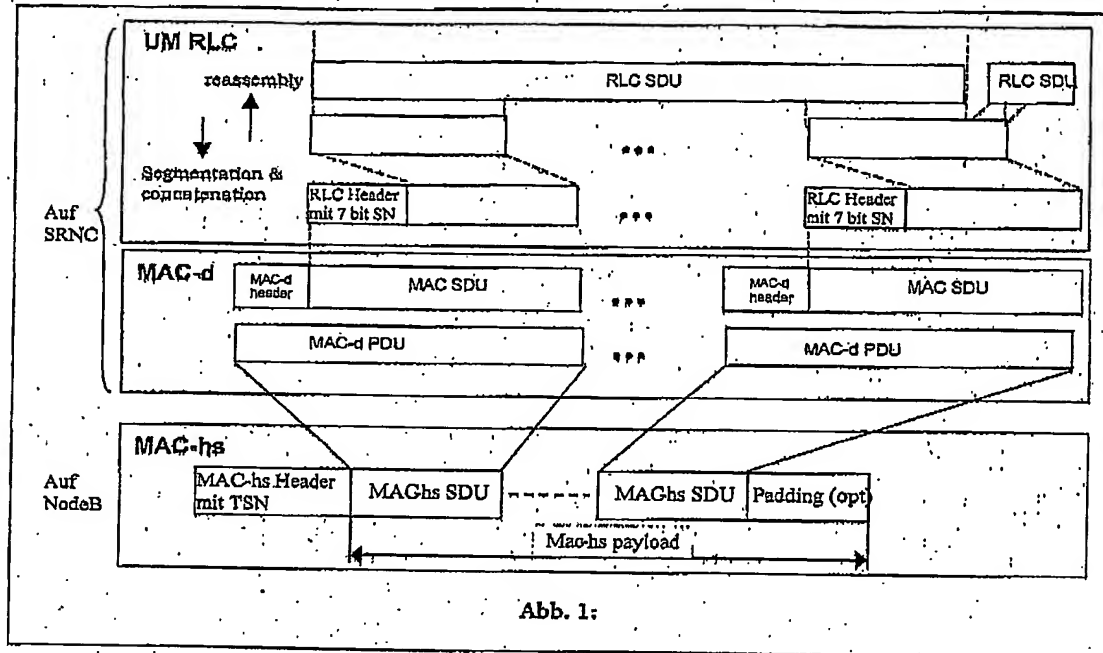 UM RLC
reassembly
RLC SDU
RLC SDU
Segmentation &
concatenation
RLC Header
mit 7 bit SN
RLC Header
mit 7 bit SN
Auf
SRNC
MAC-d
MAC-d
header
MAC SDU
MAC-d
header
MAC SDU
MAC-d PDU
MAC-d PDU
MAC-hs
Auf
NodeB
MAC-hs Header
mit TSN
MAGhs SDU
MAGhs SDU
Padding (opt)
Mac-hs payload
Abb. 1: